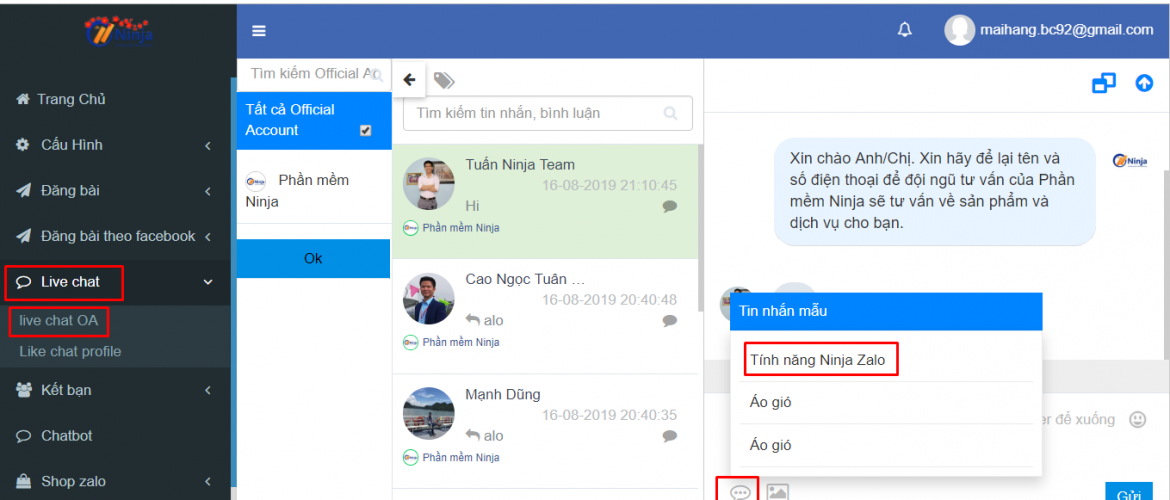 Ninja
maihang.bc92@gmail.com
Trang Chủ
Cấu Hình
Đăng bài
Đăng bài theo facebook
Live chat
live chat OA
Like chat profile
Kết bạn
Chatbot
Shop zalo
Tìm kiếm Official Ac
Tất cả Official
Account
Phần mềm
Ninja
Ok
Tìm kiếm tin nhắn, bình luận
Tuấn Ninja Team
16-08-2019 21:10:45
Hi
Phần mềm Ninja
Cao Ngọc Tuân …
16-08-2019 20:40:48
alo
Phần mềm Ninja
Mạnh Dũng
16-08-2019 20:40:35
alo
Phần mềm Ninja
Xin chào Anh/Chị. Xin hãy để lại tên và
số điện thoại để đội ngũ tư vấn của Phần
mềm Ninja sẽ tư vấn về sản phẩm và
dịch vụ cho bạn.
Ninja
Tin nhắn mẫu
Tính năng Ninja Zalo
Áo gió
Áo gió
er để xuống
Gửi